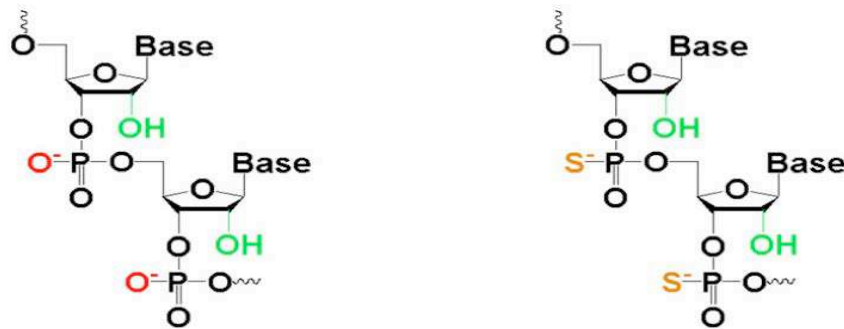 O Base O Base
O O
O OH O OH
O⁻ P O Base S⁻ P O Base
O O O O
O OH O OH
O⁻ P O S⁻ P O
O O